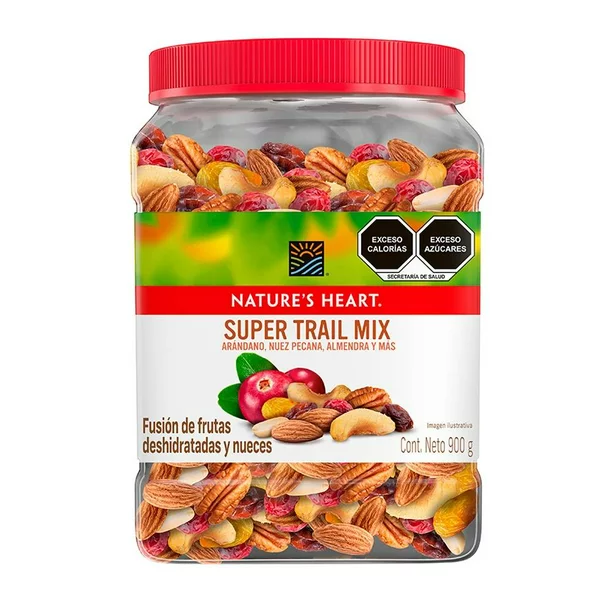 EXCESO
CALORÍAS
EXCESO
AZÚCARES
SECRETARÍA DE SALUD
NATURE'S HEART®
SUPER TRAIL MIX
ARÁNDANO, NUEZ PECANA, ALMENDRA Y MÁS
Fusión de frutas
deshidratadas y nueces
Imagen ilustrativa
Cont. Neto 900 g